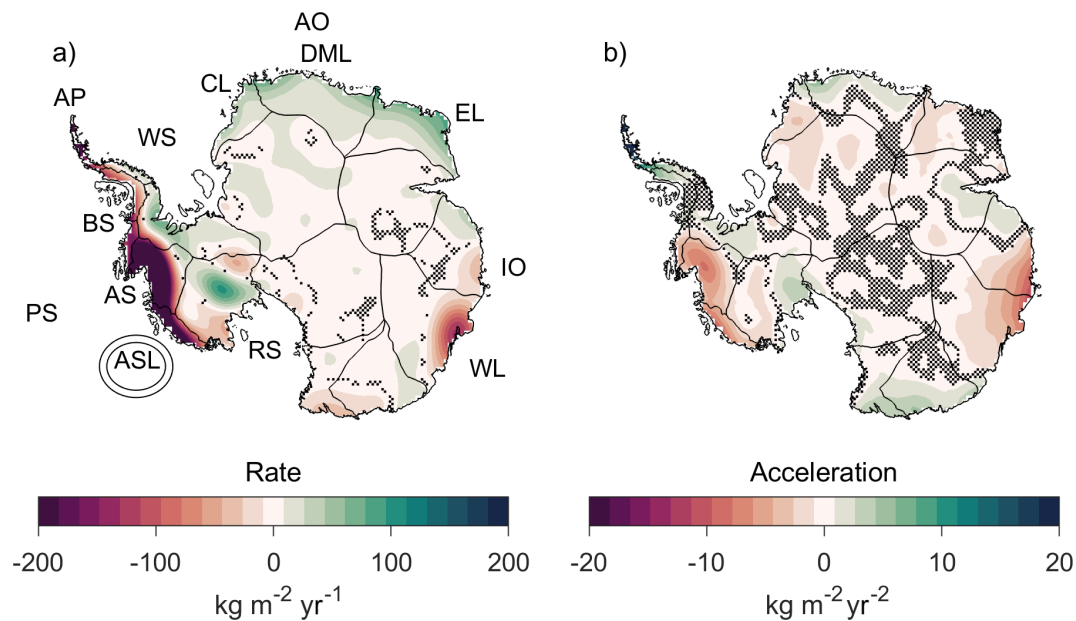 AO
a)
DML
b)
CL
AP
EL
WS
BS
IO
AS
PS
RS
ASL
WL
Rate
Acceleration
-200 -100 0 100 200
-20 -10 0 10 20
kg m⁻² yr⁻¹
kg m⁻² yr⁻²